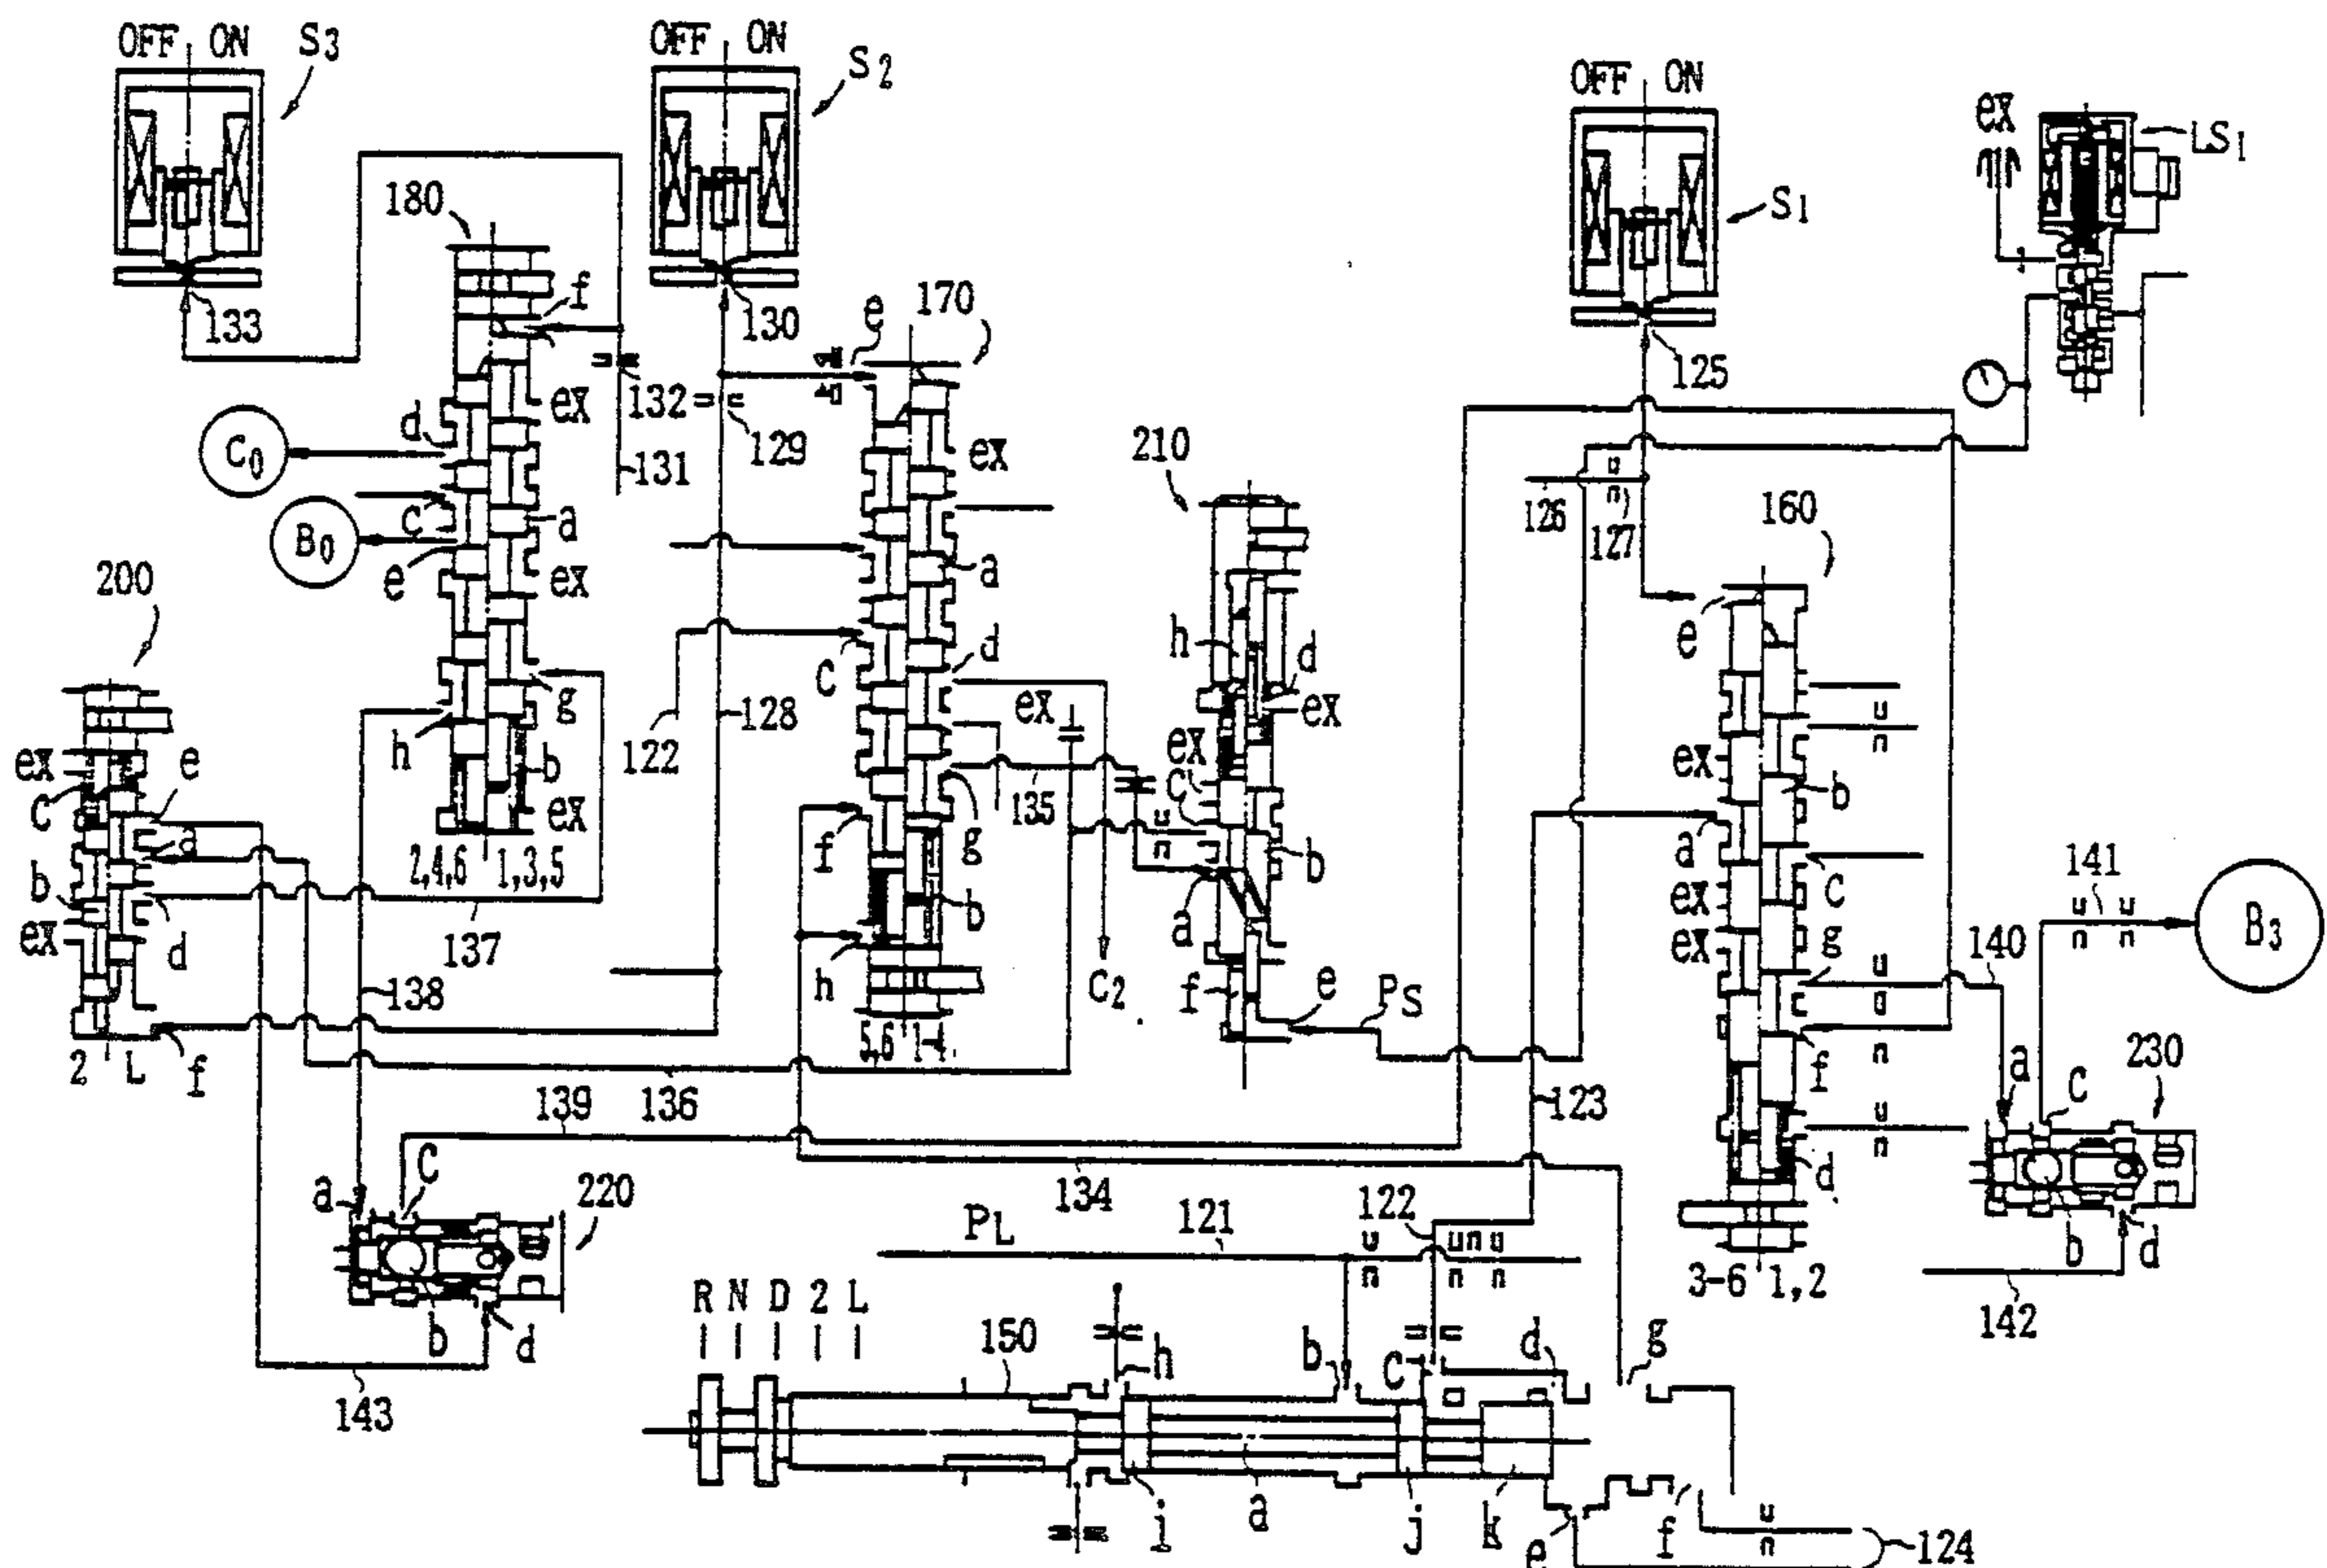 OFF ON
S3
OFF ON
S2
OFF ON
S1
ex
LS1
180
133
f
130
e
170
125
ex
132
129
131
d
C0
c
a
B0
e
ex
ex
210
126
127
160
200
a
e
h
d
c
d
g
h
b
ex
122
128
ex
ex
ex
c
b
ex
e
c
a
b
ex
d
137
2,4,6
1,3,5
135
f
g
b
a
b
a
c
ex
ex
g
141
140
B3
138
h
C2
f
e
PS
f
2
L
f
5,6
1-4
136
139
123
a
c
230
a
c
220
134
122
d
b
d
PL
121
3-6
1,2
142
b
d
143
R N D 2 L
150
h
b
c
d
g
i
a
j
k
e
f
124